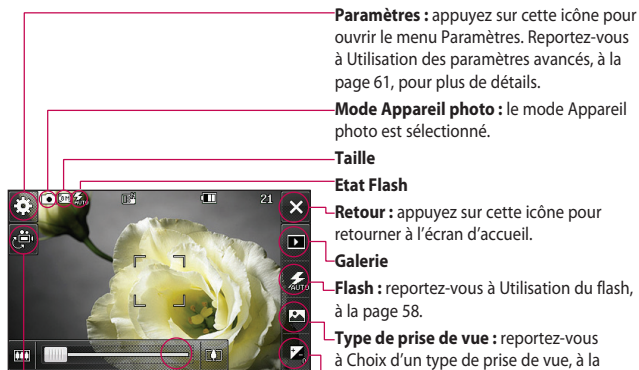 Paramètres : appuyez sur cette icône pour
ouvrir le menu Paramètres. Reportez-vous
à Utilisation des paramètres avancés, à la
page 61, pour plus de détails.
Mode Appareil photo : le mode Appareil
photo est sélectionné.
Taille
Etat Flash
Retour : appuyez sur cette icône pour
retourner à l'écran d'accueil.
Galerie
Flash : reportez-vous à Utilisation du flash,
à la page 58.
Type de prise de vue : reportez-vous
à Choix d'un type de prise de vue, à la
AUTO
21
AUTO